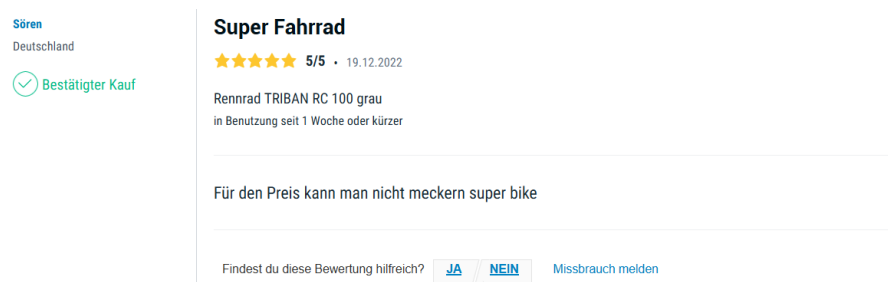 Sören
Deutschland
Bestätigter Kauf
Super Fahrrad
5/5 • 19.12.2022
Rennrad TRIBAN RC 100 grau
in Benutzung seit 1 Woche oder kürzer
Für den Preis kann man nicht meckern super bike
Findest du diese Bewertung hilfreich? JA NEIN Missbrauch melden